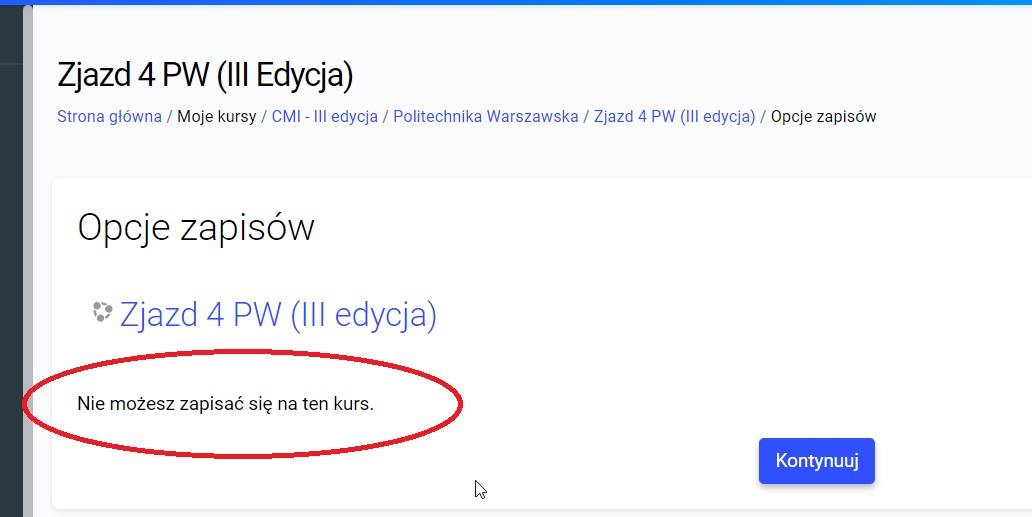 Zjazd 4 PW (III Edycja)
Strona główna / Moje kursy / CMI - III edycja / Politechnika Warszawska / Zjazd 4 PW (III edycja) / Opcje zapisów
Opcje zapisów
Zjazd 4 PW (III edycja)
Nie możesz zapisać się na ten kurs.
Kontynuuj